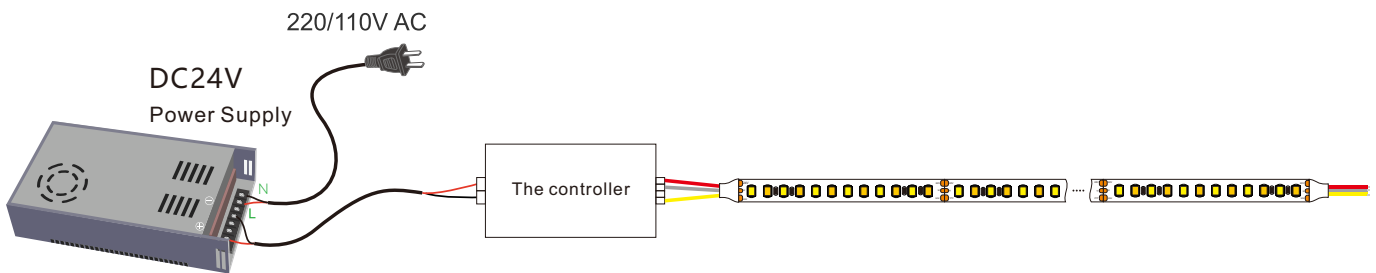 220/110V AC
DC24V
Power Supply
N
L
The controller